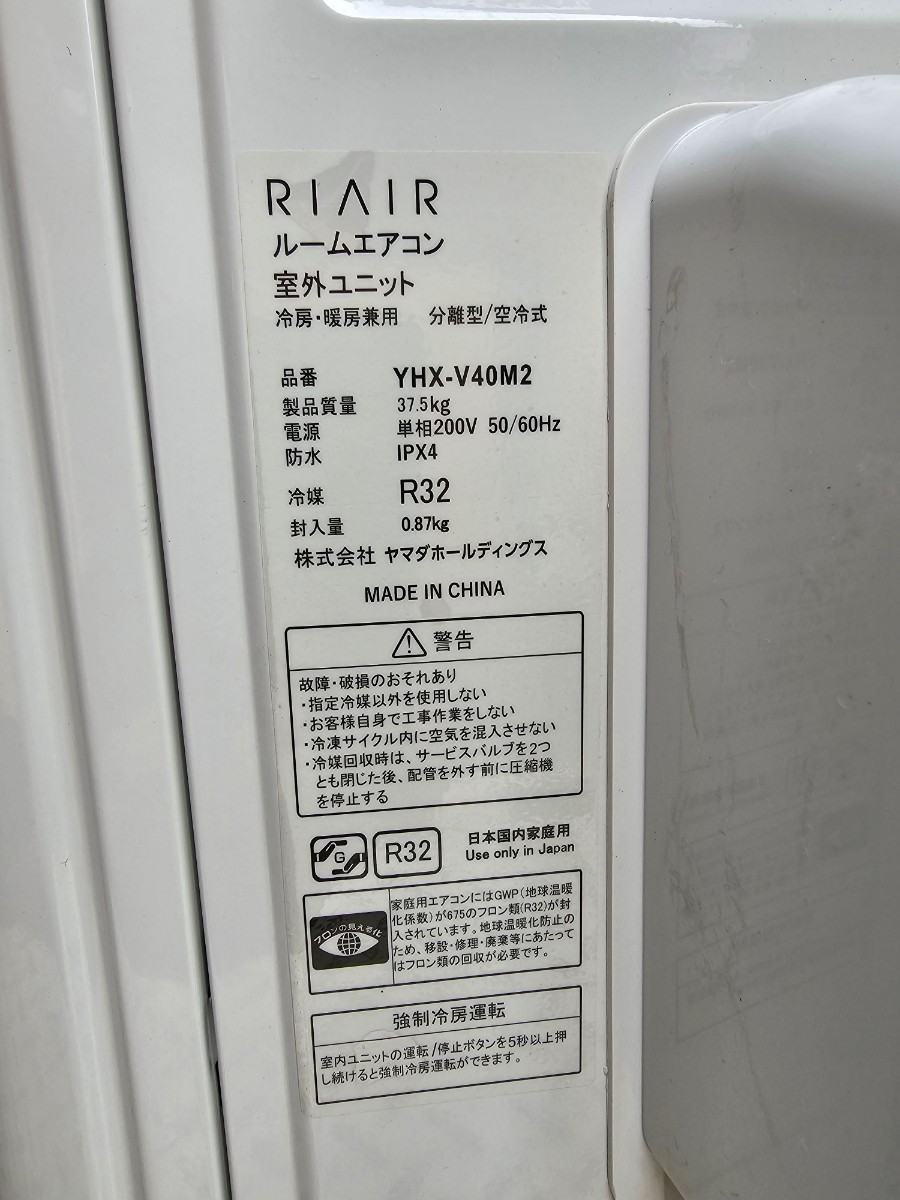 RIAIR
ルームエアコン
室外ユニット
冷房・暖房兼用 分離型/空冷式
品番 YHX-V40M2
製品質量 37.5kg
電源 単相200V 50/60Hz
防水 IPX4
冷媒 R32
封入量 0.87kg
株式会社 ヤマダホールディングス
MADE IN CHINA
警告
故障・破損のおそれあり
・指定冷媒以外を使用しない
・お客様自身で工事作業をしない
・冷凍サイクル内に空気を混入させない
・冷媒回収時は、サービスバルブを2つ
とも閉じた後、配管を外す前に圧縮機
を停止する
G
R32
日本国内家庭用
Use only in Japan
フロンの見える化
家庭用エアコンにはGWP(地球温暖
化係数)が675のフロン類(R32)が封
入されています。地球温暖化防止の
ため、移設・修理・廃棄等にあたって
はフロン類の回収が必要です。
強制冷房運転
室内ユニットの運転/停止ボタンを5秒以上押
し続けると強制冷房運転ができます。